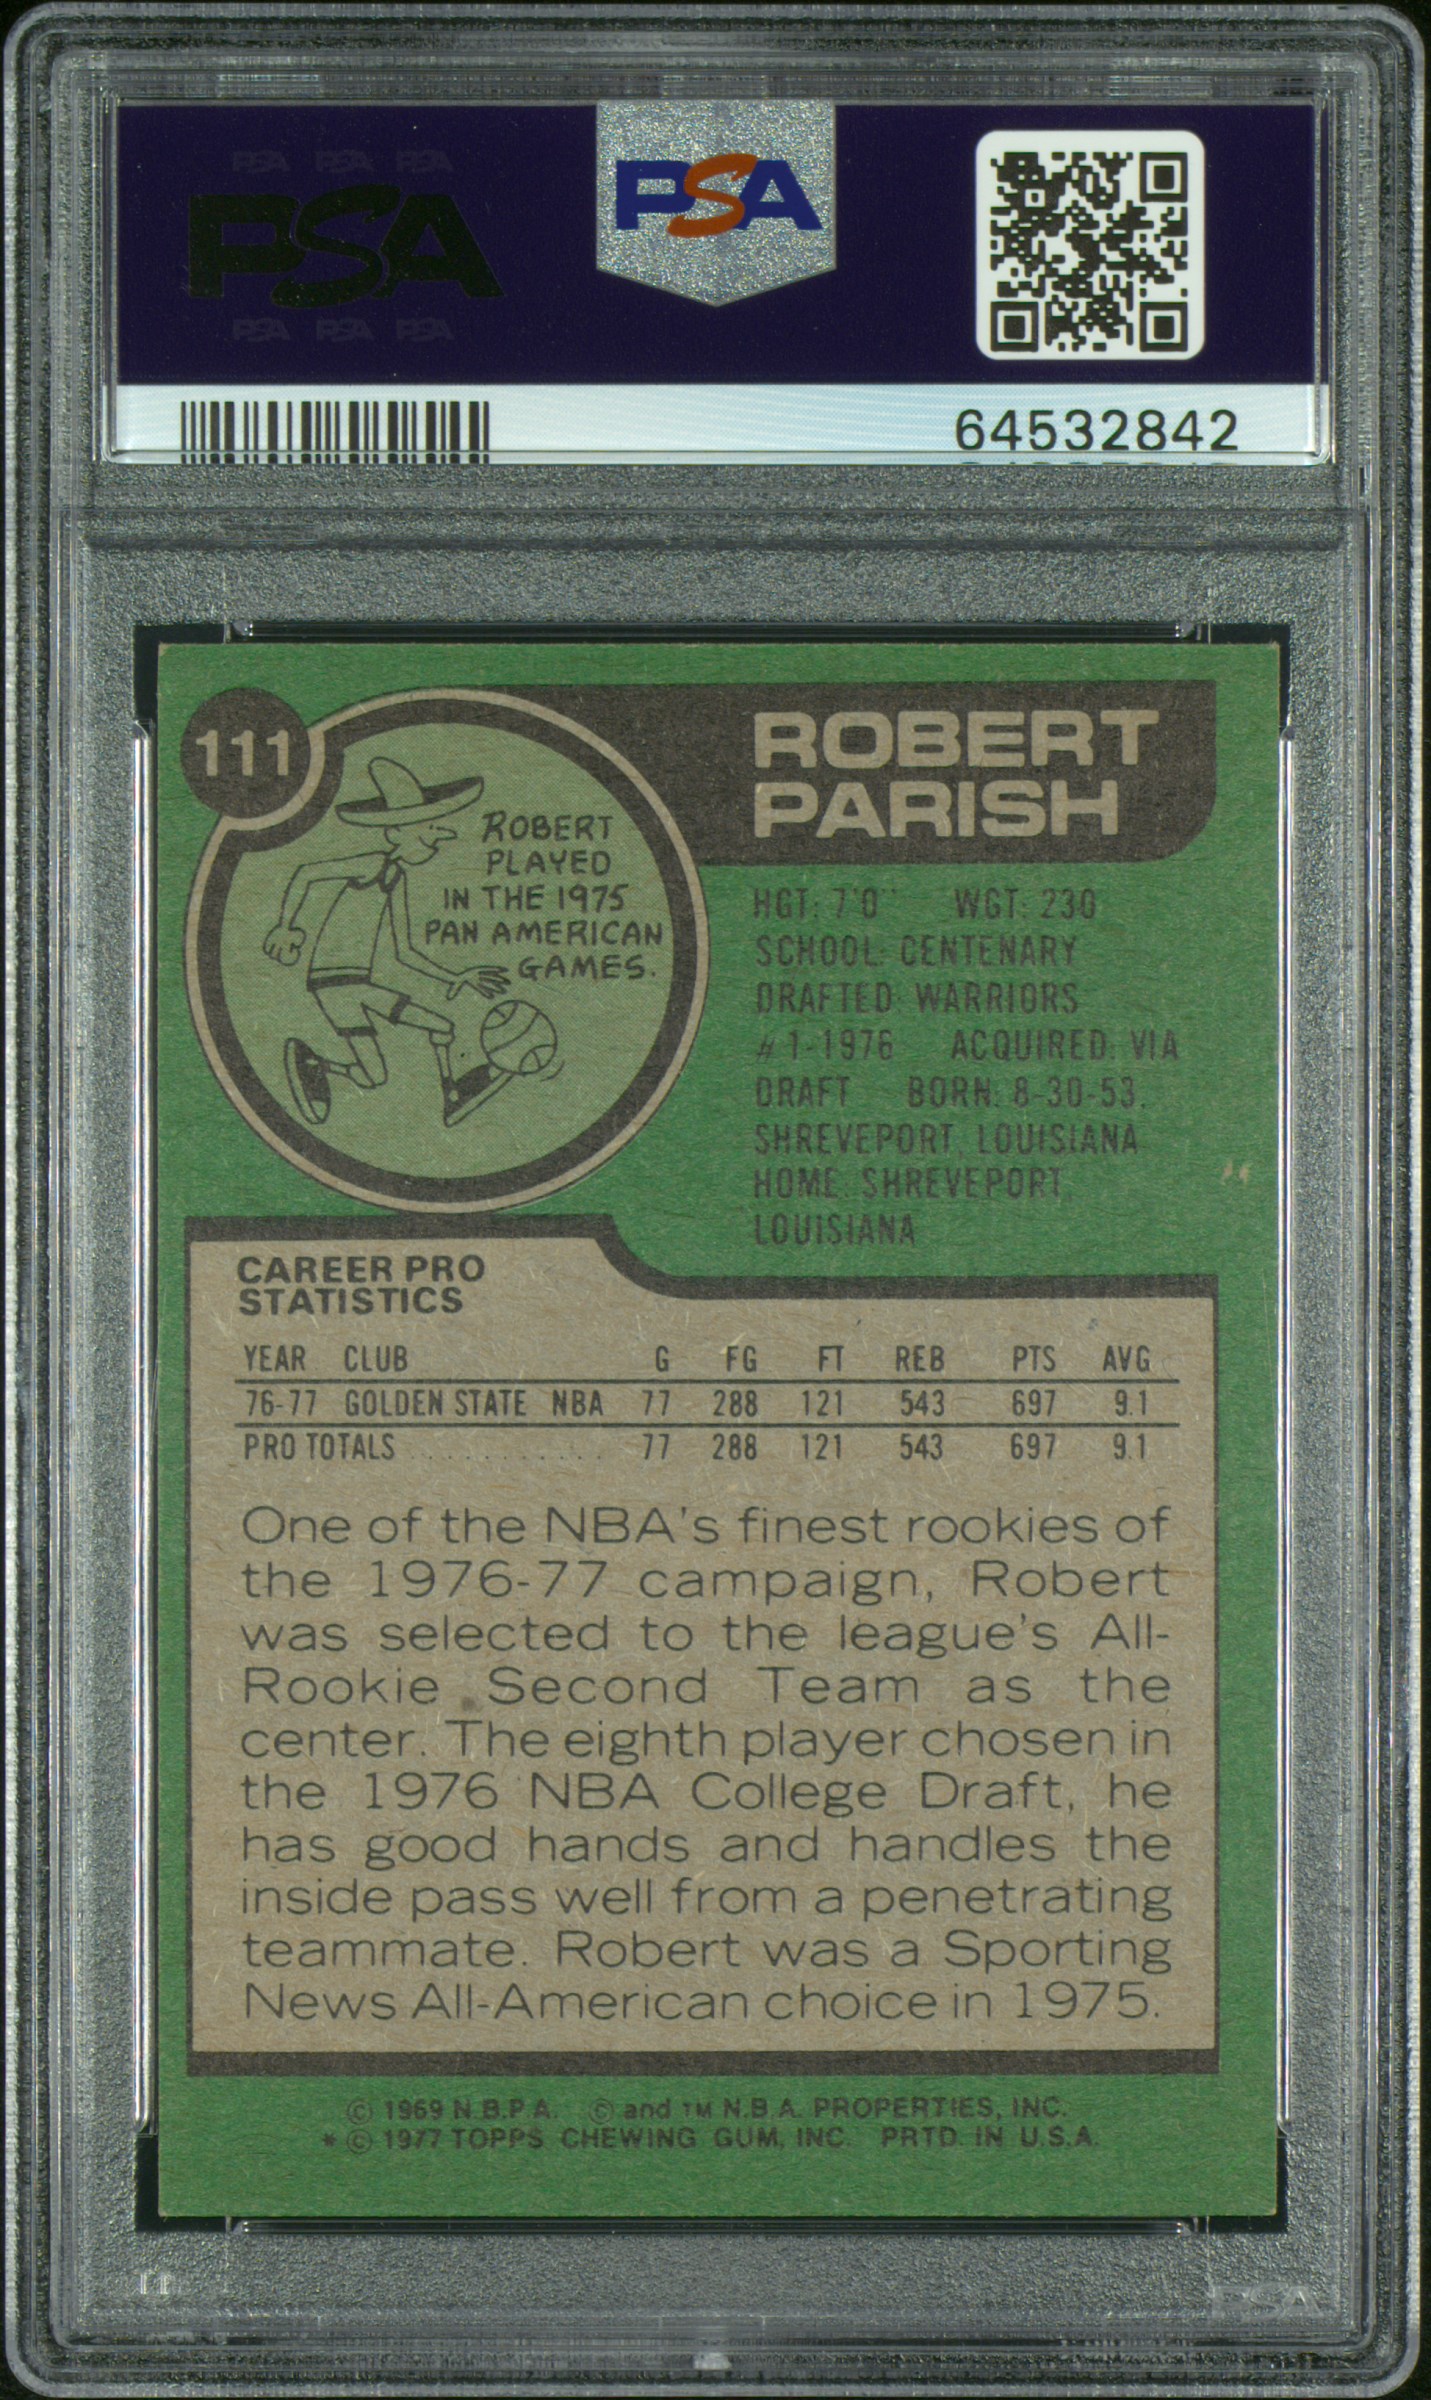 PSA PSA PSA
PSA
PSA PSA PSA
PSA
64532842
111
ROBERT
PARISH
ROBERT
PLAYED
IN THE 1975
PAN AMERICAN
GAMES.
HGT: 7'0" WGT: 230
SCHOOL: CENTENARY
DRAFTED: WARRIORS
#1-1976 ACQUIRED: VIA
DRAFT BORN: 8-30-53,
SHREVEPORT, LOUISIANA
HOME: SHREVEPORT,
LOUISIANA
CAREER PRO
STATISTICS
YEAR CLUB G FG FT REB PTS AVG
76-77 GOLDEN STATE NBA 77 288 121 543 697 9.1
PRO TOTALS ............ 77 288 121 543 697 9.1
One of the NBA's finest rookies of
the 1976-77 campaign, Robert
was selected to the league's All-
Rookie Second Team as the
center. The eighth player chosen in
the 1976 NBA College Draft, he
has good hands and handles the
inside pass well from a penetrating
teammate. Robert was a Sporting
News All-American choice in 1975.
© 1969 N.B.P.A. © and TM N.B.A. PROPERTIES, INC.
* © 1977 TOPPS CHEWING GUM, INC. PRTD. IN U.S.A.
PSA